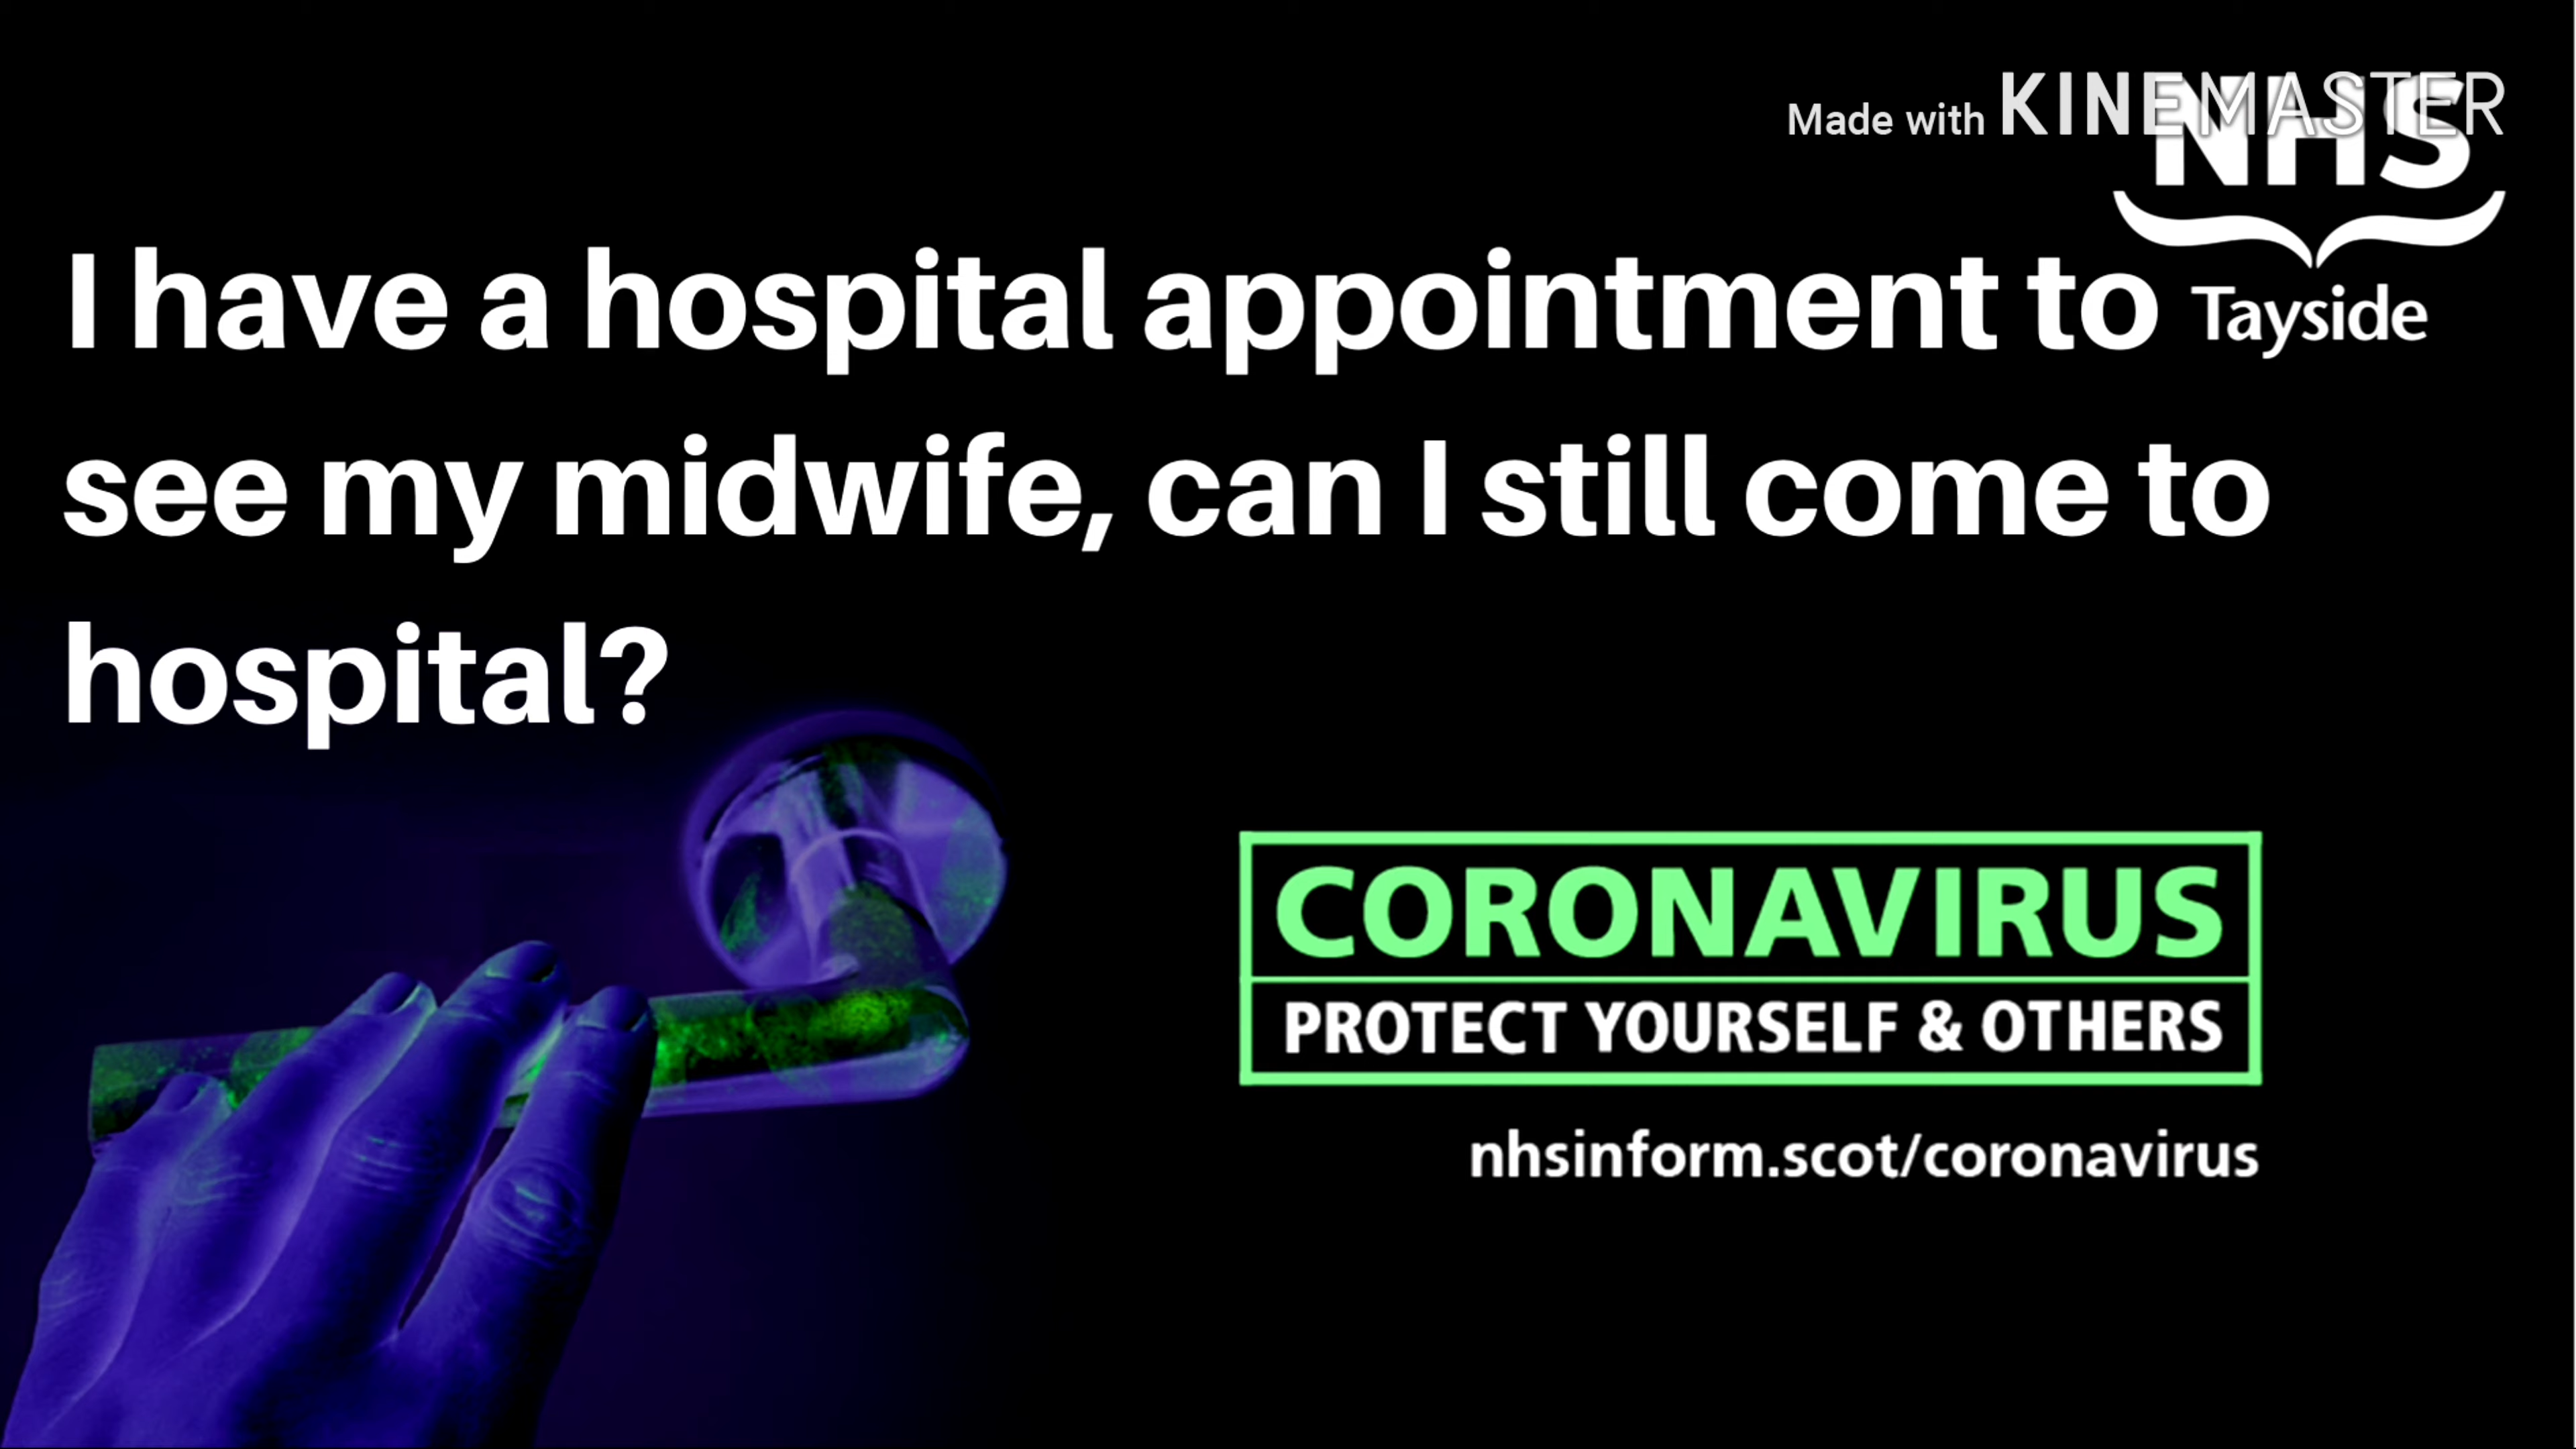 Made with KINEMASTER
NHS
Tayside
I have a hospital appointment to
see my midwife, can I still come to
hospital?
CORONAVIRUS
PROTECT YOURSELF & OTHERS
nhsinform.scot/coronavirus